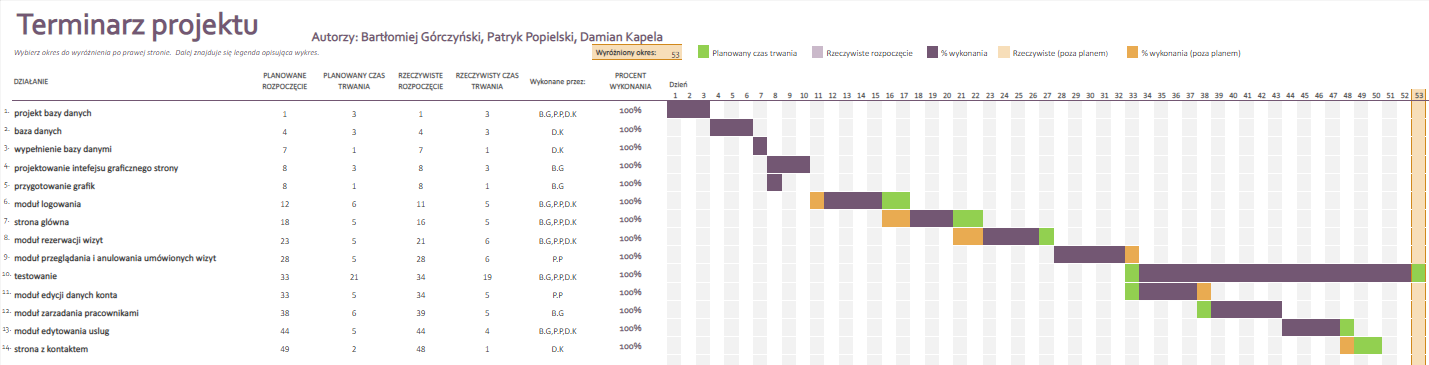 Terminarz projektu
Autorzy: Bartłomiej Górczyński, Patryk Popielski, Damian Kapela
Wybierz okres do wyróżnienia po prawej stronie. Dalej znajduje się legenda opisująca wykres.
Wyróżniony okres: 53
Planowany czas trwania
Rzeczywiste rozpoczęcie
% wykonania
Rzeczywiste (poza planem)
% wykonania (poza planem)
DZIAŁANIE PLANOWANE ROZPOCZĘCIE PLANOWANY CZAS TRWANIA RZECZYWISTE ROZPOCZĘCIE RZECZYWISTY CZAS TRWANIA Wykonane przez: PROCENT WYKONANIA Dzień
1 2 3 4 5 6 7 8 9 10 11 12 13 14 15 16 17 18 19 20 21 22 23 24 25 26 27 28 29 30 31 32 33 34 35 36 37 38 39 40 41 42 43 44 45 46 47 48 49 50 51 52 53
1. projekt bazy danych 1 3 1 3 B.G,P.P,D.K 100%
2. baza danych 4 3 4 3 D.K 100%
3. wypełnienie bazy danymi 7 1 7 1 D.K 100%
4. projektowanie intefejsu graficznego strony 8 3 8 3 B.G 100%
5. przygotowanie grafik 8 1 8 1 B.G 100%
6. moduł logowania 12 6 11 5 B.G,P.P,D.K 100%
7. strona główna 18 5 16 5 B.G,P.P,D.K 100%
8. moduł rezerwacji wizyt 23 5 21 6 B.G,P.P,D.K 100%
9. moduł przeglądania i anulowania umówionych wizyt 28 5 28 6 P.P 100%
10. testowanie 33 21 34 19 B.G,P.P,D.K 100%
11. moduł edycji danych konta 33 5 34 5 P.P 100%
12. moduł zarzadania pracownikami 38 6 39 5 B.G 100%
13. moduł edytowania uslug 44 5 44 4 B.G,P.P,D.K 100%
14. strona z kontaktem 49 2 48 1 D.K 100%